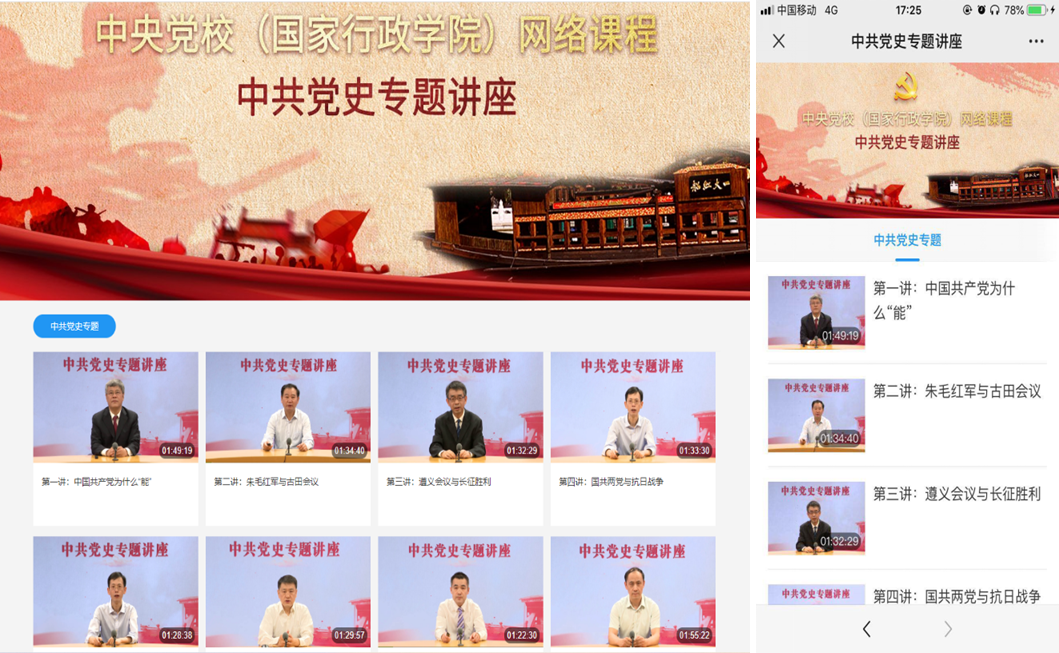 中央党校（国家行政学院）网络课程
中共党史专题讲座
中共党史专题
中共党史专题讲座
01:49:19
第一讲：中国共产党为什么“能”
中共党史专题讲座
01:34:40
第二讲：朱毛红军与古田会议
中共党史专题讲座
01:32:29
第三讲：遵义会议与长征胜利
中共党史专题讲座
01:33:30
第四讲：国共两党与抗日战争
中共党史专题讲座
01:28:38
中共党史专题讲座
01:29:57
中共党史专题讲座
01:22:30
中共党史专题讲座
01:55:22
中国移动 4G
17:25
78%
中共党史专题讲座
中央党校（国家行政学院）网络课程
中共党史专题讲座
中共党史专题
中共党史专题讲座
01:49:19
第一讲：中国共产党为什
么“能”
中共党史专题讲座
01:34:40
第二讲：朱毛红军与古田会议
中共党史专题讲座
01:32:29
第三讲：遵义会议与长征胜利
中共党史专题讲座
第四讲：国共两党与抗日战争